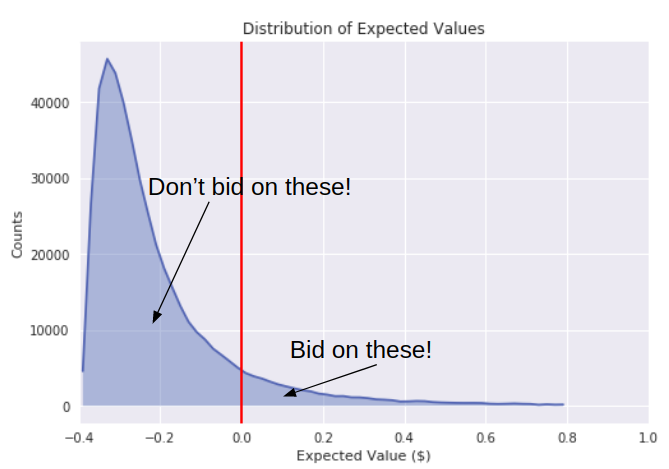 Distribution of Expected Values
40000
30000
20000
10000
0
Counts
Don't bid on these!
Bid on these!
−0.4 −0.2 0.0 0.2 0.4 0.6 0.8 1.0
Expected Value ($)